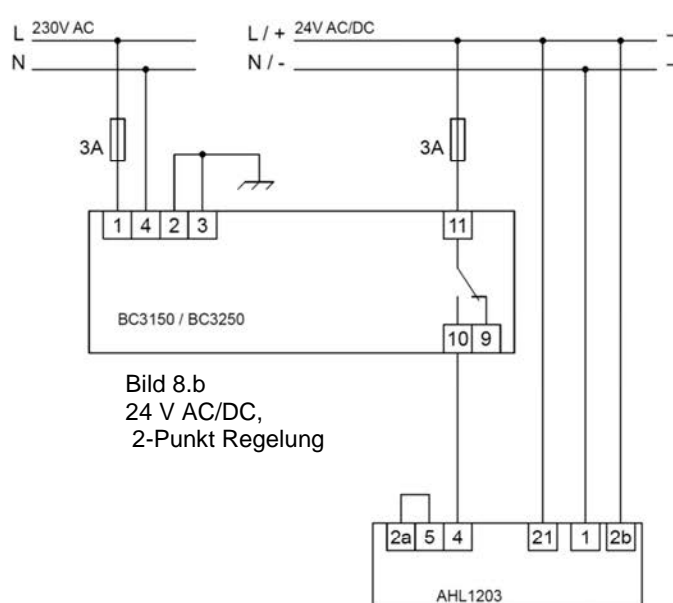 L 230V AC
L / + 24V AC/DC
N
N / -
3A
3A
1 4 2 3
11
BC3150 / BC3250
10 9
Bild 8.b
24 V AC/DC,
2-Punkt Regelung
2a 5 4 21 1 2b
AHL1203